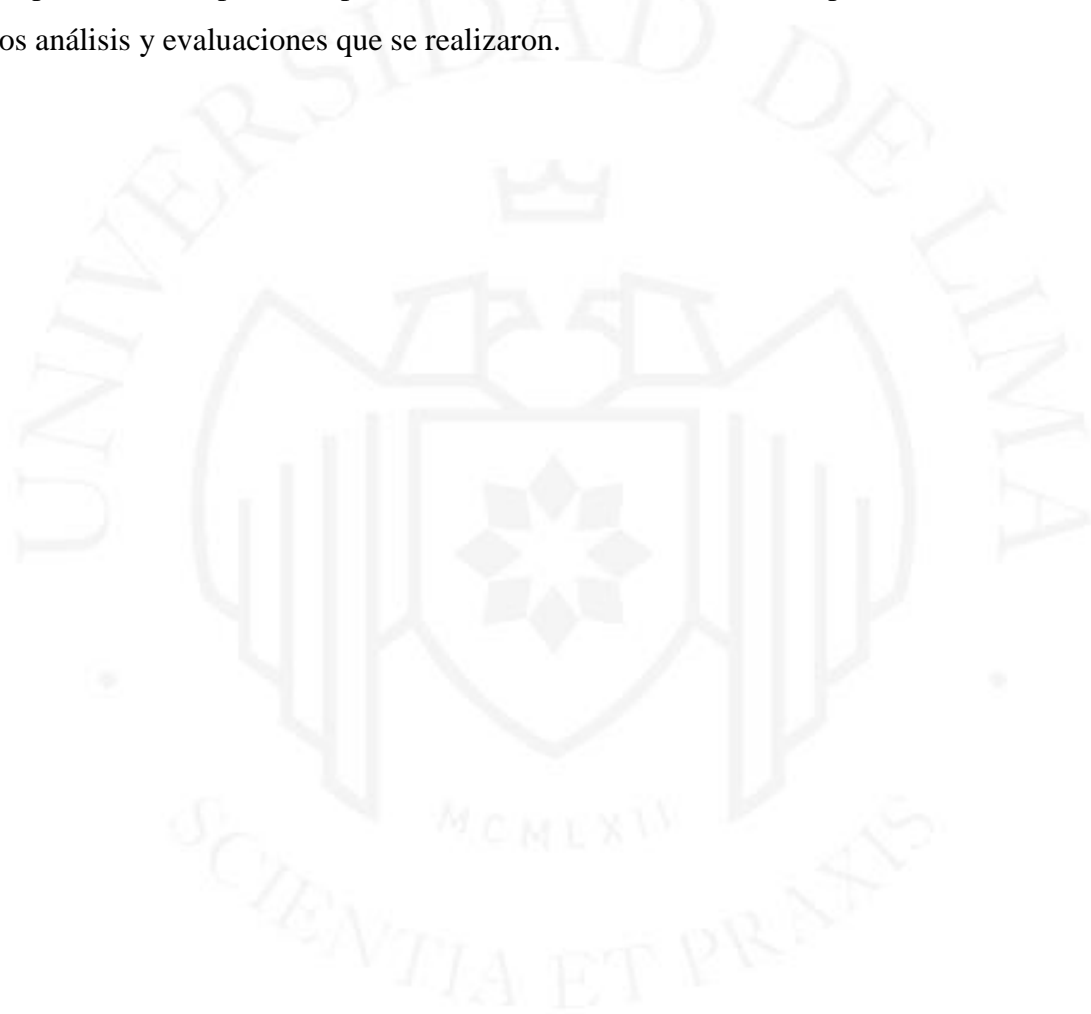 os análisis y evaluaciones que se realizaron.
UNIVERSIDAD DE LIMA
MCMLXII
SCIENTIA ET PRAXIS